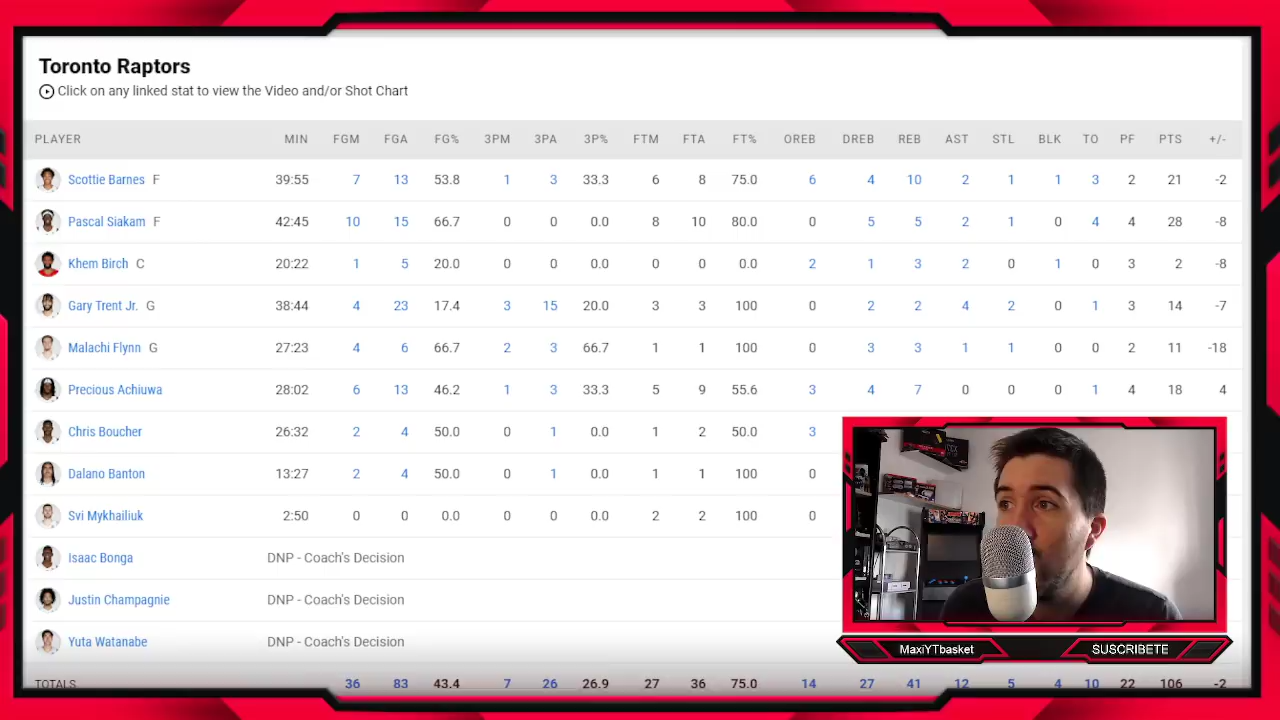 Toronto Raptors
Click on any linked stat to view the Video and/or Shot Chart
PLAYER MIN FGM FGA FG% 3PM 3PA 3P% FTM FTA FT% OREB DREB REB AST STL BLK TO PF PTS +/-
Scottie Barnes F 39:55 7 13 53.8 1 3 33.3 6 8 75.0 6 4 10 2 1 1 3 2 21 -2
Pascal Siakam F 42:45 10 15 66.7 0 0 0.0 8 10 80.0 0 5 5 2 1 0 4 4 28 -8
Khem Birch C 20:22 1 5 20.0 0 0 0.0 0 0 0.0 2 1 3 2 0 1 0 3 2 -8
Gary Trent Jr. G 38:44 4 23 17.4 3 15 20.0 3 3 100 0 2 2 4 2 0 1 3 14 -7
Malachi Flynn G 27:23 4 6 66.7 2 3 66.7 1 1 100 0 3 3 1 1 0 0 2 11 -18
Precious Achiuwa 28:02 6 13 46.2 1 3 33.3 5 9 55.6 3 4 7 0 0 0 1 4 18 4
Chris Boucher 26:32 2 4 50.0 0 1 0.0 1 2 50.0 3
Dalano Banton 13:27 2 4 50.0 0 1 0.0 1 1 100 0
Svi Mykhailiuk 2:50 0 0 0.0 0 0 0.0 2 2 100 0
Isaac Bonga DNP - Coach's Decision
Justin Champagnie DNP - Coach's Decision
Yuta Watanabe DNP - Coach's Decision
MaxiYTbasket SUSCRIBETE
TOTALS 36 83 43.4 7 26 26.9 27 36 75.0 14 27 41 12 5 4 10 22 106 -2